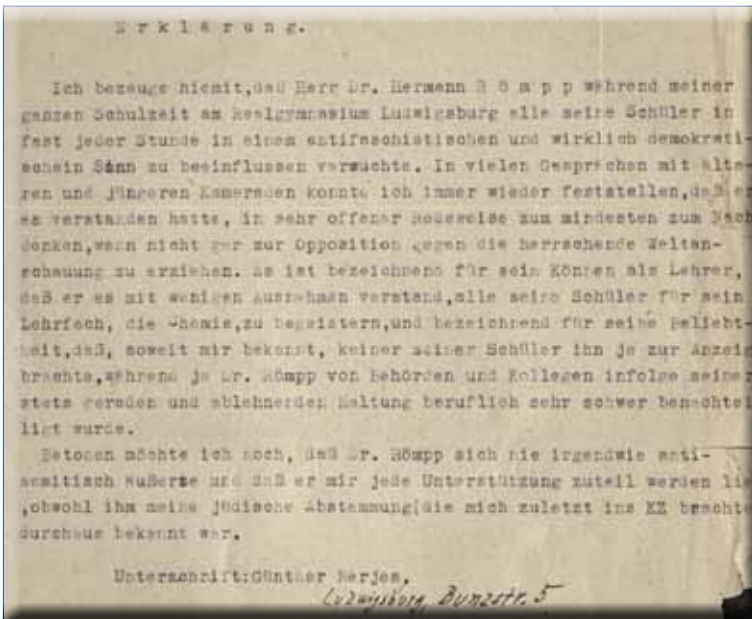 E r k l ä r u n g.
Ich bezeuge hiemit,daß Herr Dr. Hermann R ö m p p während meiner
ganzen Schulzeit am Realgymnasium Ludwigsburg alle seine Schüler in
fast jeder Stunde in einem antifaschistischen und wirklich demokrati-
schein Sinn zu beeinflussen versuchte. In vielen Gesprächen mit älte-
ren und jüngeren Kameraden konnte ich immer wieder feststellen,daß er
es verstanden hatte, in sehr offener Redeweise zum mindesten zum Nach
denken,wenn nicht gar zur Opposition gegen die herrschende Weltan-
schauung zu erziehen. Es ist bezeichnend für sein Können als Lehrer,
daß er es mit wenigen Ausnahmen verstand,alle seine Schüler für sein
Lehrfach, die Chemie,zu begeistern,und bezeichnend für seine Beliebt-
heit,daß, soweit mir bekannt, keiner seiner Schüler ihn je zur Anzeig
brachte,während ja Dr. Römpp von Behörden und Kollegen infolge seiner
stets geraden und ablehnenden Haltung beruflich sehr schwer benachtei
ligt wurde.
Betonen möchte ich noch, daß Dr. Römpp sich nie irgendwie anti-
semitisch äußerte und daß er mir jede Unterstützung zuteil werden lie
,obwohl ihm meine jüdische Abstammung(die mich zuletzt ins KZ brachte
durchaus bekannt war.
Unterschrift:Günther Nerjes.
Ludwigsburg, Bunzstr. 5